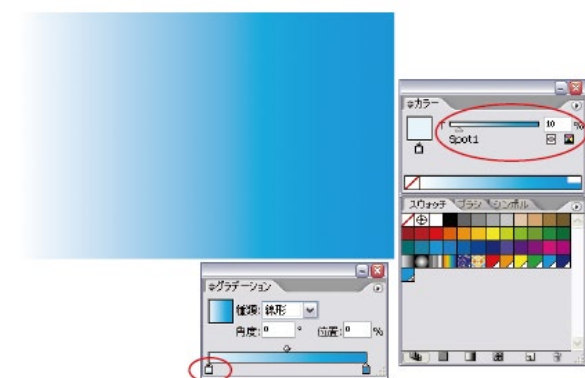 カラー
T 10 %
Spot1
スウォッチ ブラシ シンボル
グラデーション
種類: 線形
角度: 0 ° 位置: 0 %